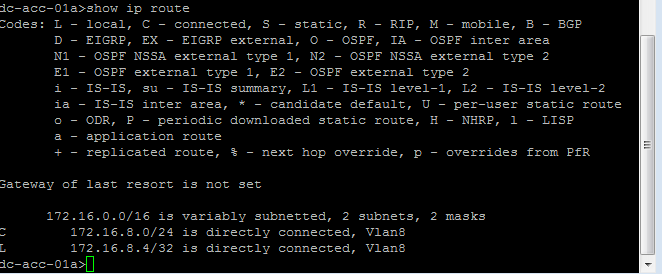 dc-acc-01a>show ip route
Codes: L - local, C - connected, S - static, R - RIP, M - mobile, B - BGP
       D - EIGRP, EX - EIGRP external, O - OSPF, IA - OSPF inter area
       N1 - OSPF NSSA external type 1, N2 - OSPF NSSA external type 2
       E1 - OSPF external type 1, E2 - OSPF external type 2
       i - IS-IS, su - IS-IS summary, L1 - IS-IS level-1, L2 - IS-IS level-2
       ia - IS-IS inter area, * - candidate default, U - per-user static route
       o - ODR, P - periodic downloaded static route, H - NHRP, l - LISP
       a - application route
       + - replicated route, % - next hop override, p - overrides from PfR
Gateway of last resort is not set
      172.16.0.0/16 is variably subnetted, 2 subnets, 2 masks
C        172.16.8.0/24 is directly connected, Vlan8
L        172.16.8.4/32 is directly connected, Vlan8
dc-acc-01a>